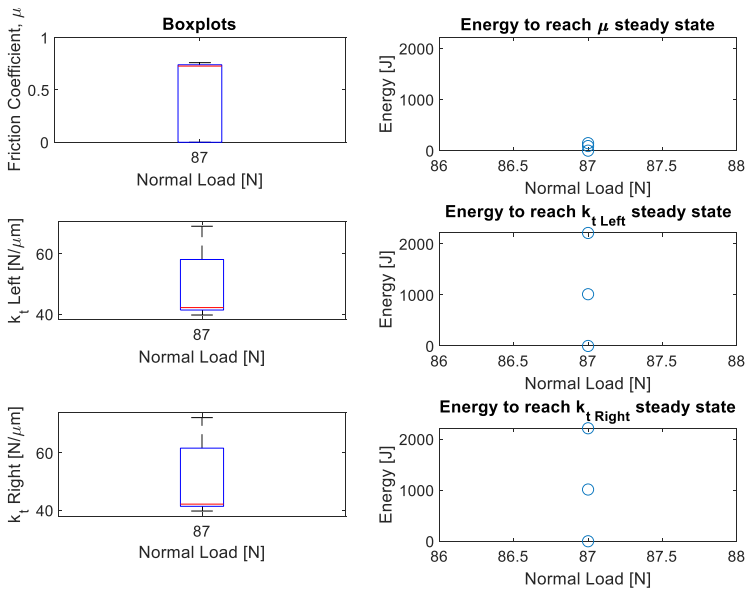 Boxplots
Friction Coefficient, μ
1
0.5
0
87
Normal Load [N]
Energy to reach μ steady state
Energy [J]
2000
1000
0
86 86.5 87 87.5 88
Normal Load [N]
k_t Left [N/μm]
60
40
87
Normal Load [N]
Energy to reach k_t Left steady state
Energy [J]
2000
1000
0
86 86.5 87 87.5 88
Normal Load [N]
k_t Right [N/μm]
60
40
87
Normal Load [N]
Energy to reach k_t Right steady state
Energy [J]
2000
1000
0
86 86.5 87 87.5 88
Normal Load [N]